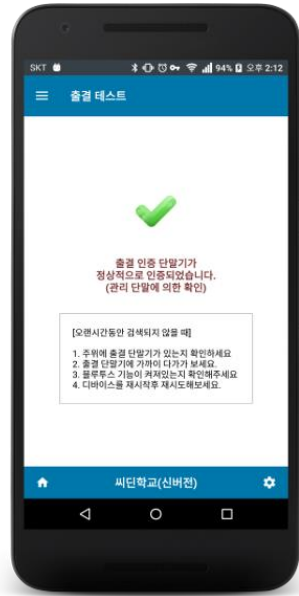 SKT 94% 오후 2:12
출결 테스트
출결 인증 단말기가
정상적으로 인증되었습니다.
(관리 단말에 의한 확인)
[오랜시간동안 검색되지 않을 때]
1. 주위에 출결 단말기가 있는지 확인하세요
2. 출결 단말기에 가까이 다가가 보세요.
3. 블루투스 기능이 켜져있는지 확인해주세요
4. 디바이스를 재시작후 재시도해보세요.
씨딘학교(신버전)